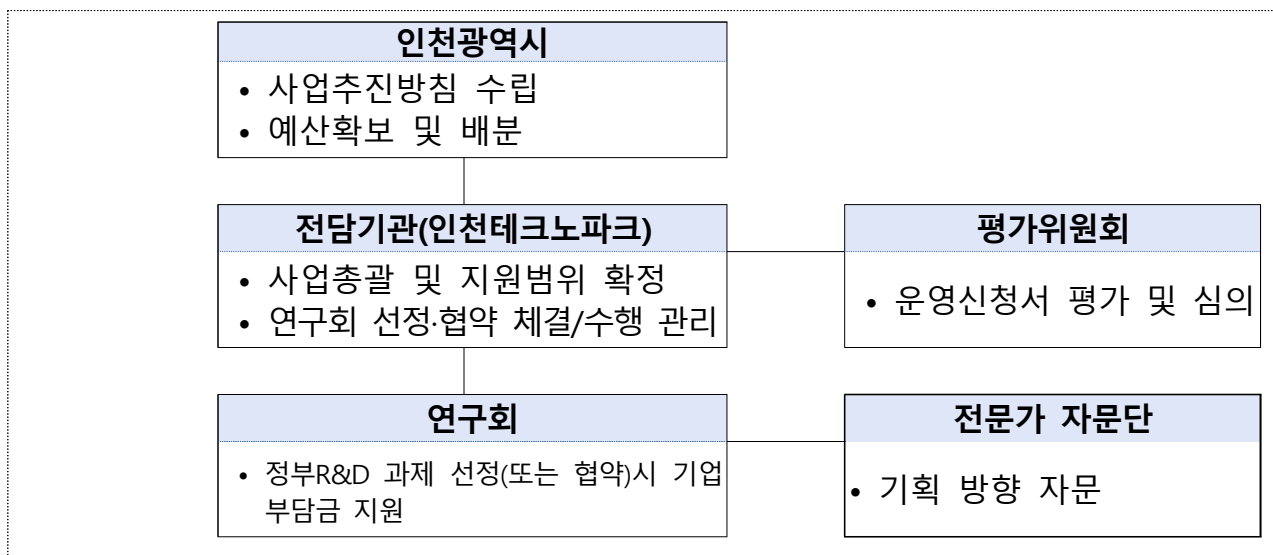 인천광역시
• 사업추진방침 수립
• 예산확보 및 배분
전담기관(인천테크노파크)
• 사업총괄 및 지원범위 확정
• 연구회 선정·협약 체결/수행 관리
평가위원회
• 운영신청서 평가 및 심의
연구회
• 정부R&D 과제 선정(또는 협약)시 기업
부담금 지원
전문가 자문단
• 기획 방향 자문